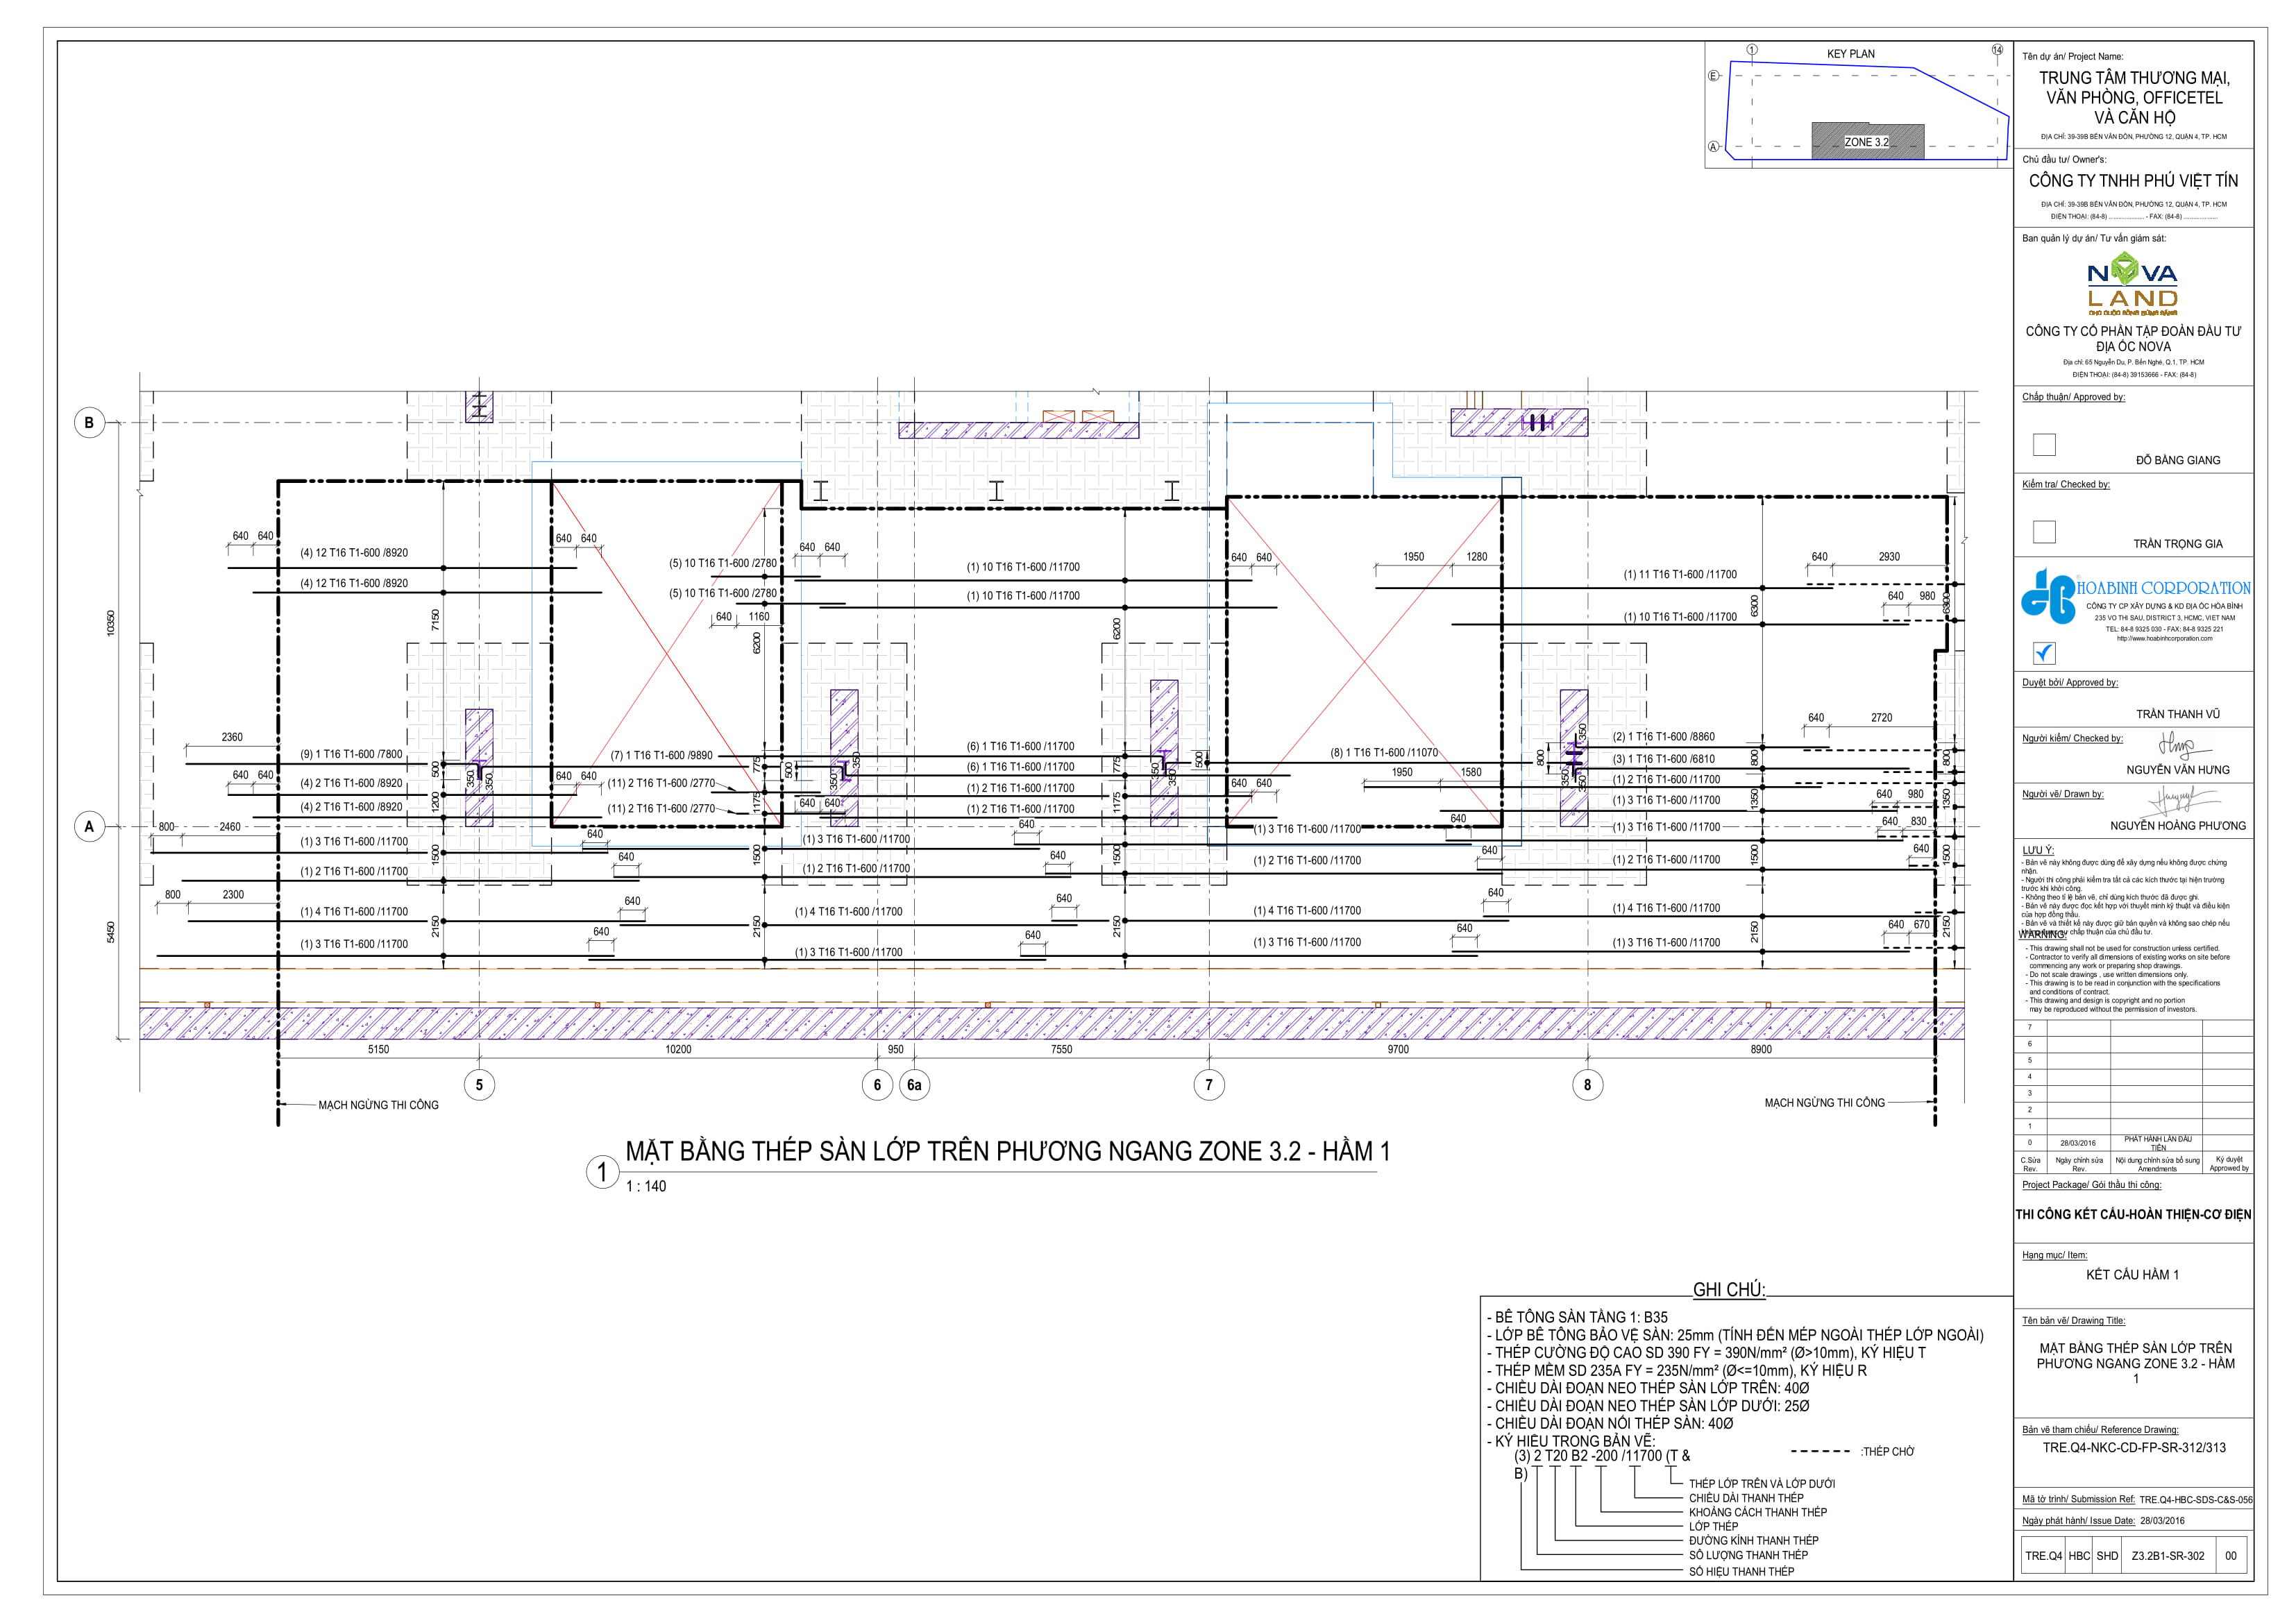 KEY PLAN
1
14
E
A
ZONE 3.2
Tên dự án/ Project Name:
TRUNG TÂM THƯƠNG MẠI,
VĂN PHÒNG, OFFICETEL
VÀ CĂN HỘ
ĐỊA CHỈ: 39-39B BẾN VÂN ĐỒN, PHƯỜNG 12, QUẬN 4, TP. HCM
Chủ đầu tư/ Owner's:
CÔNG TY TNHH PHÚ VIỆT TÍN
ĐỊA CHỈ: 39-39B BẾN VÂN ĐỒN, PHƯỜNG 12, QUẬN 4, TP. HCM
ĐIỆN THOẠI: (84-8) .................... - FAX: (84-8) ...................
Ban quản lý dự án/ Tư vấn giám sát:
NOVA
LAND
CÔNG TY CỔ PHẦN TẬP ĐOÀN ĐẦU TƯ
ĐỊA ỐC NOVA
Địa chỉ: 65 Nguyễn Du, P. Bến Nghé, Q.1, TP. HCM
ĐIỆN THOẠI: (84-8) 39153666 - FAX: (84-8)
Chấp thuận/ Approved by:
ĐỖ BẰNG GIANG
Kiểm tra/ Checked by:
TRẦN TRỌNG GIA
HOABINH CORPORATION
CÔNG TY CP XÂY DỰNG & KD ĐỊA ỐC HÒA BÌNH
235 VO THI SAU, DISTRICT 3, HCMC, VIET NAM
TEL: 84-8 9325 030 - FAX: 84-8 9325 221
http://www.hoabinhcorporation.com
Duyệt bởi/ Approved by:
TRẦN THANH VŨ
Người kiểm/ Checked by:
NGUYỄN VĂN HƯNG
Người vẽ/ Drawn by:
NGUYỄN HOÀNG PHƯƠNG
LƯU Ý:
- Bản vẽ này không được dùng để xây dựng nếu không được chứng
nhận.
- Người thi công phải kiểm tra tất cả các kích thước tại hiện trường
trước khi khởi công.
- Không theo tỉ lệ bản vẽ, chỉ dùng kích thước đã được ghi.
- Bản vẽ này được đọc kết hợp với thuyết minh kỹ thuật và điều kiện
của hợp đồng thầu.
- Bản vẽ và thiết kế này được giữ bản quyền và không sao chép nếu
chấp thuận của chủ đầu tư.
WARNING:
- This drawing shall not be used for construction unless certified.
- Contractor to verify all dimensions of existing works on site before
commencing any work or preparing shop drawings.
- Do not scale drawings , use written dimensions only.
- This drawing is to be read in conjunction with the specifications
and conditions of contract.
- This drawing and design is copyright and no portion
may be reproduced without the permission of investors.
7
6
5
4
3
2
1
0 28/03/2016 PHÁT HÀNH LẦN ĐẦU
TIÊN
C.Sửa Ngày chỉnh sửa Nội dung chỉnh sửa bổ sung Ký duyệt
Rev. Rev. Amendments Approved by
Project Package/ Gói thầu thi công:
THI CÔNG KẾT CẤU-HOÀN THIỆN-CƠ ĐIỆN
Hạng mục/ Item:
KẾT CẤU HẦM 1
Tên bản vẽ/ Drawing Title:
MẶT BẰNG THÉP SÀN LỚP TRÊN
PHƯƠNG NGANG ZONE 3.2 - HẦM
1
Bản vẽ tham chiếu/ Reference Drawing:
TRE.Q4-NKC-CD-FP-SR-312/313
Mã tờ trình/ Submission Ref: TRE.Q4-HBC-SDS-C&S-056
Ngày phát hành/ Issue Date: 28/03/2016
TRE.Q4 HBC SHD Z3.2B1-SR-302 00
B
A
10350
5450
640 640
(4) 12 T16 T1-600 /8920
(4) 12 T16 T1-600 /8920
7150
640 640
(5) 10 T16 T1-600 /2780
(5) 10 T16 T1-600 /2780
640 1160
6200
640 640
(1) 10 T16 T1-600 /11700
(1) 10 T16 T1-600 /11700
6200
640 640
1950 1280
(1) 11 T16 T1-600 /11700
(1) 10 T16 T1-600 /11700
6300
640 2930
640 980
6300
2360
(9) 1 T16 T1-600 /7800
640 640
(4) 2 T16 T1-600 /8920
(4) 2 T16 T1-600 /8920
500
1200
350
350
(7) 1 T16 T1-600 /9890
640 640
(11) 2 T16 T1-600 /2770
(11) 2 T16 T1-600 /2770
775
1175
500
640 640
350
350
(6) 1 T16 T1-600 /11700
(6) 1 T16 T1-600 /11700
(1) 2 T16 T1-600 /11700
(1) 2 T16 T1-600 /11700
775
1175
350
350
500
640 640
(8) 1 T16 T1-600 /11070
1950 1580
800
350
350
350
(2) 1 T16 T1-600 /8860
(3) 1 T16 T1-600 /6810
(1) 2 T16 T1-600 /11700
(1) 3 T16 T1-600 /11700
800
1350
640 2720
640 980
800
1350
800 2460
(1) 3 T16 T1-600 /11700
(1) 2 T16 T1-600 /11700
1500
640
640
(1) 3 T16 T1-600 /11700
(1) 2 T16 T1-600 /11700
1500
640
640
(1) 3 T16 T1-600 /11700
(1) 2 T16 T1-600 /11700
1500
640
640
(1) 3 T16 T1-600 /11700
(1) 2 T16 T1-600 /11700
1500
640 830
640
1500
800 2300
(1) 4 T16 T1-600 /11700
(1) 3 T16 T1-600 /11700
2150
640
640
(1) 4 T16 T1-600 /11700
(1) 3 T16 T1-600 /11700
2150
640
640
(1) 4 T16 T1-600 /11700
(1) 3 T16 T1-600 /11700
2150
640
640
(1) 4 T16 T1-600 /11700
(1) 3 T16 T1-600 /11700
2150
640 670
2150
5150 10200 950 7550 9700 8900
5 6 6a 7 8
MẠCH NGỪNG THI CÔNG
MẠCH NGỪNG THI CÔNG
1
MẶT BẰNG THÉP SÀN LỚP TRÊN PHƯƠNG NGANG ZONE 3.2 - HẦM 1
1 : 140
GHI CHÚ:
- BÊ TÔNG SÀN TẦNG 1: B35
- LỚP BÊ TÔNG BẢO VỆ SÀN: 25mm (TÍNH ĐẾN MÉP NGOÀI THÉP LỚP NGOÀI)
- THÉP CƯỜNG ĐỘ CAO SD 390 FY = 390N/mm² (Ø>10mm), KÝ HIỆU T
- THÉP MỀM SD 235A FY = 235N/mm² (Ø<=10mm), KÝ HIỆU R
- CHIỀU DÀI ĐOẠN NEO THÉP SÀN LỚP TRÊN: 40Ø
- CHIỀU DÀI ĐOẠN NEO THÉP SÀN LỚP DƯỚI: 25Ø
- CHIỀU DÀI ĐOẠN NỐI THÉP SÀN: 40Ø
- KÝ HIỆU TRONG BẢN VẼ:
(3) 2 T20 B2 -200 /11700 (T &
B)
:THÉP CHỜ
THÉP LỚP TRÊN VÀ LỚP DƯỚI
CHIỀU DÀI THANH THÉP
KHOẢNG CÁCH THANH THÉP
LỚP THÉP
ĐƯỜNG KÍNH THANH THÉP
SỐ LƯỢNG THANH THÉP
SỐ HIỆU THANH THÉP